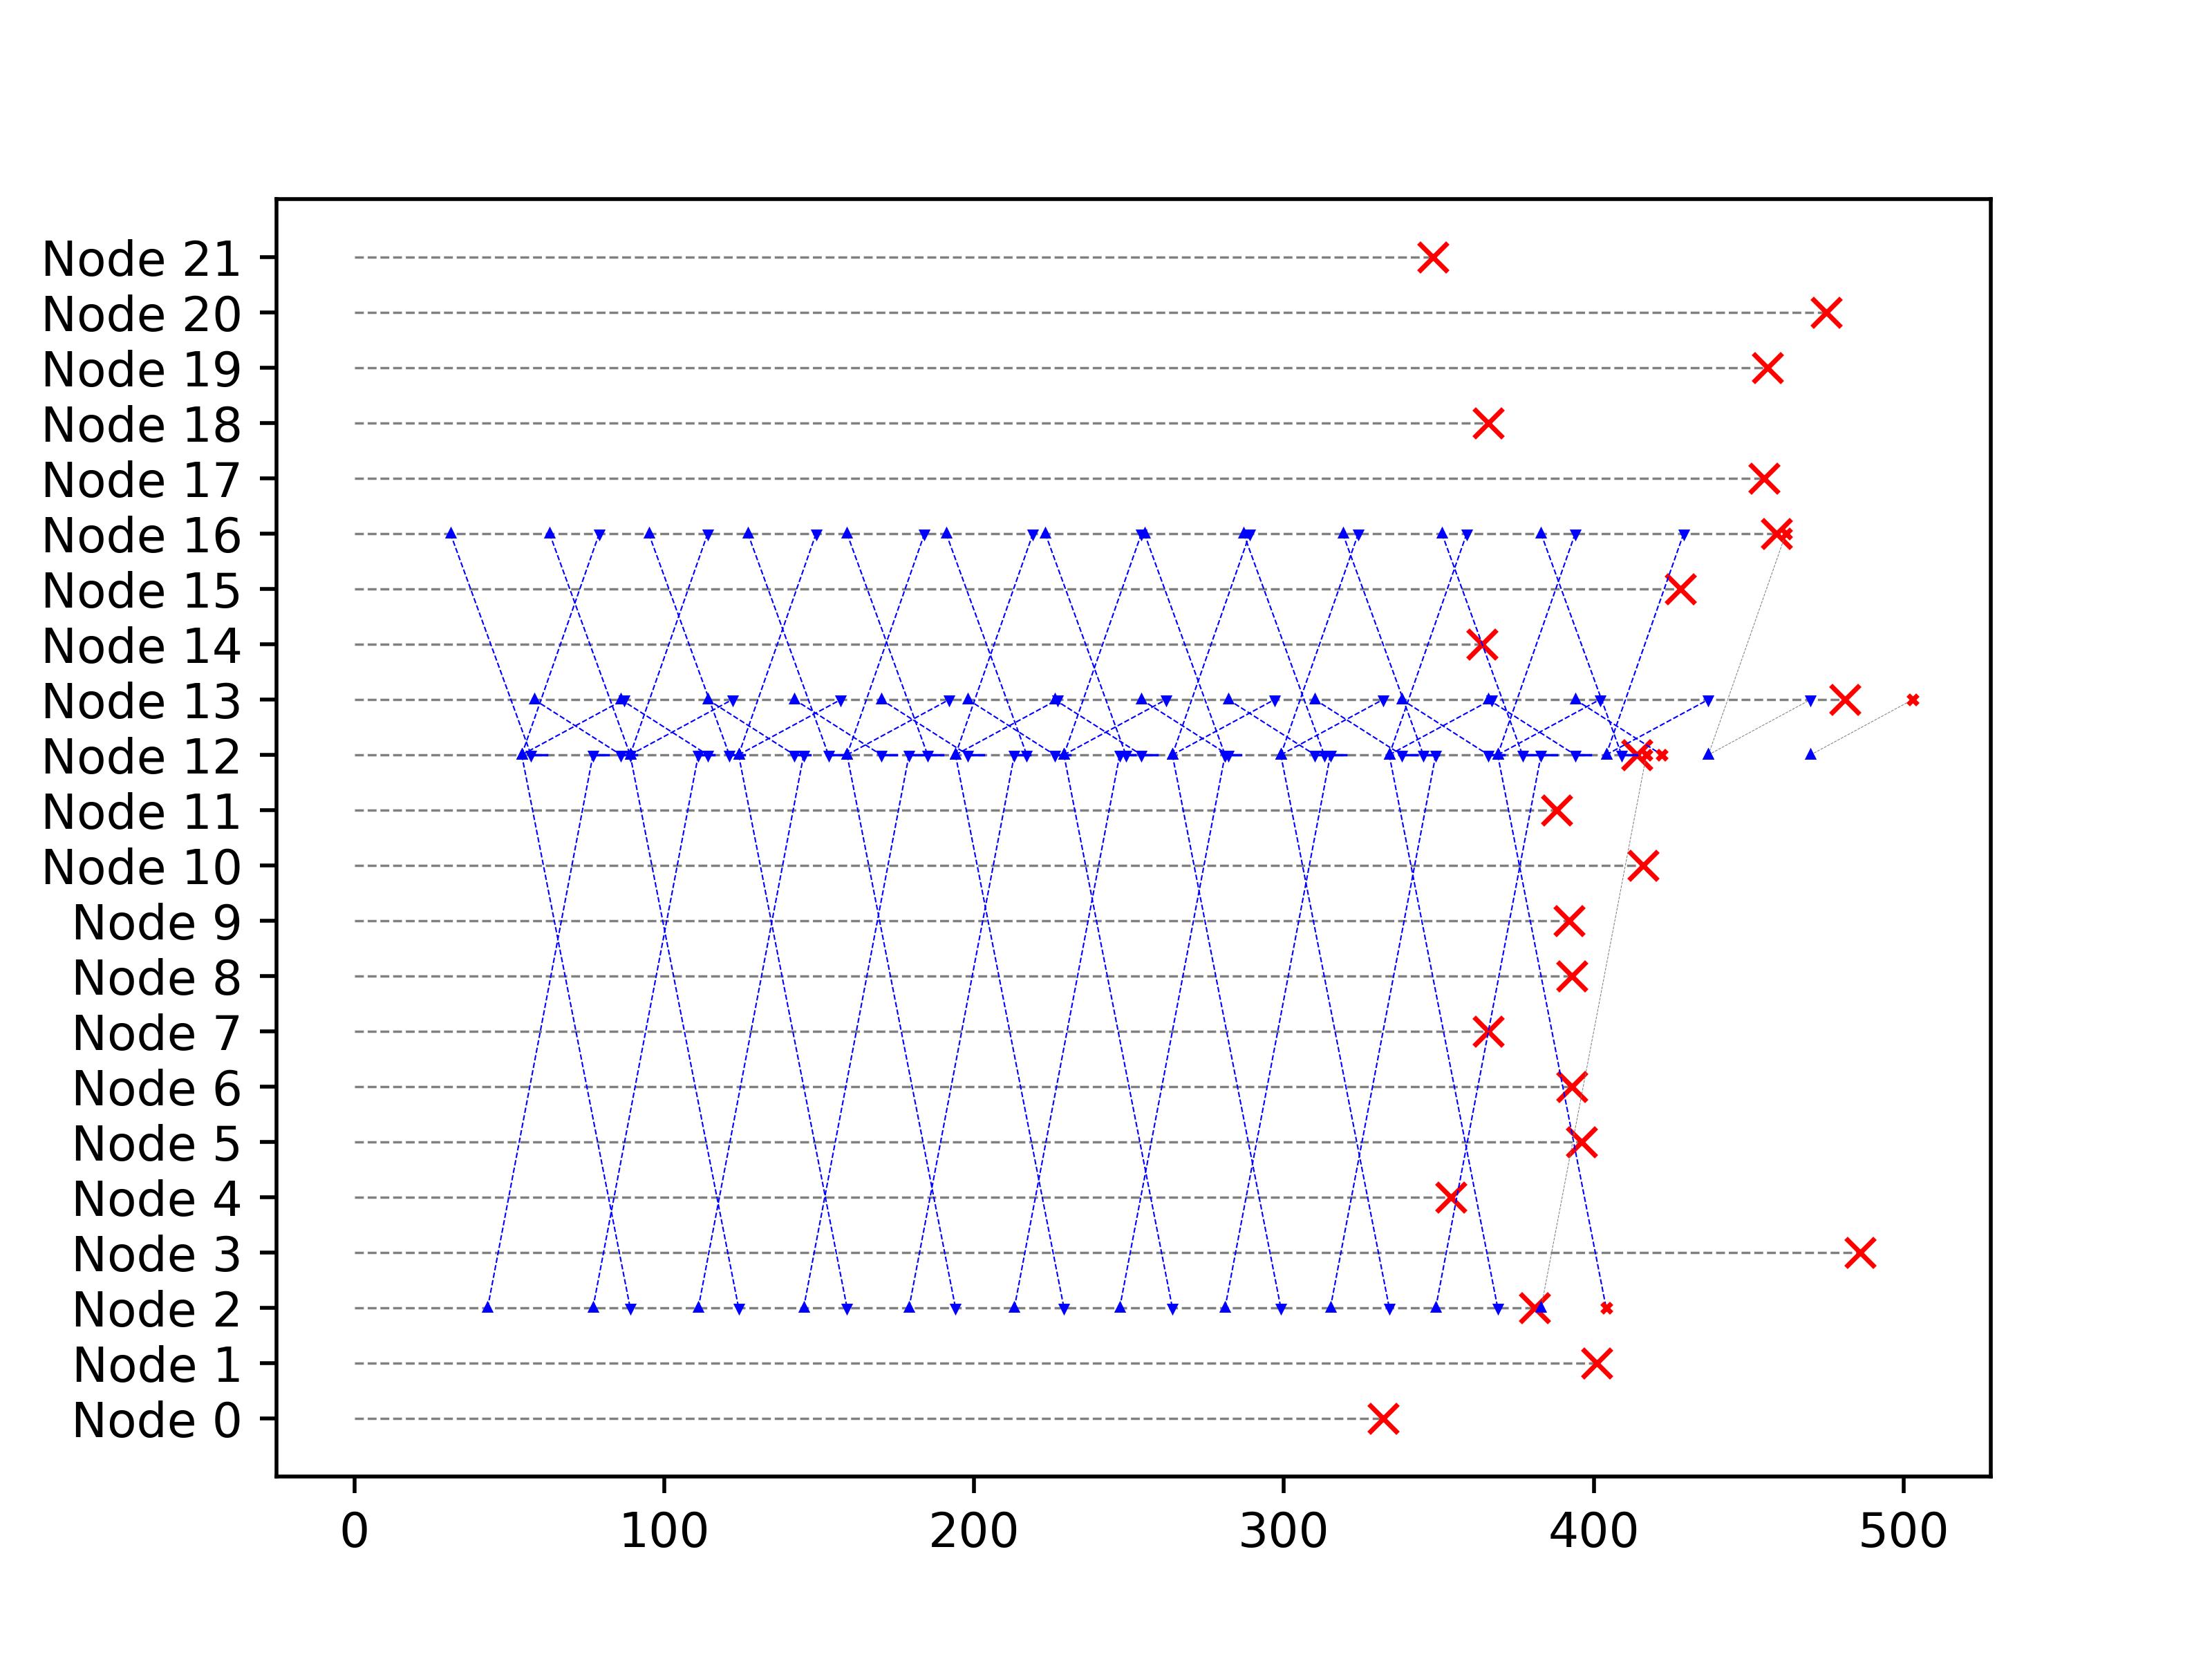 Node 21
Node 20
Node 19
Node 18
Node 17
Node 16
Node 15
Node 14
Node 13
Node 12
Node 11
Node 10
Node 9
Node 8
Node 7
Node 6
Node 5
Node 4
Node 3
Node 2
Node 1
Node 0
0 100 200 300 400 500